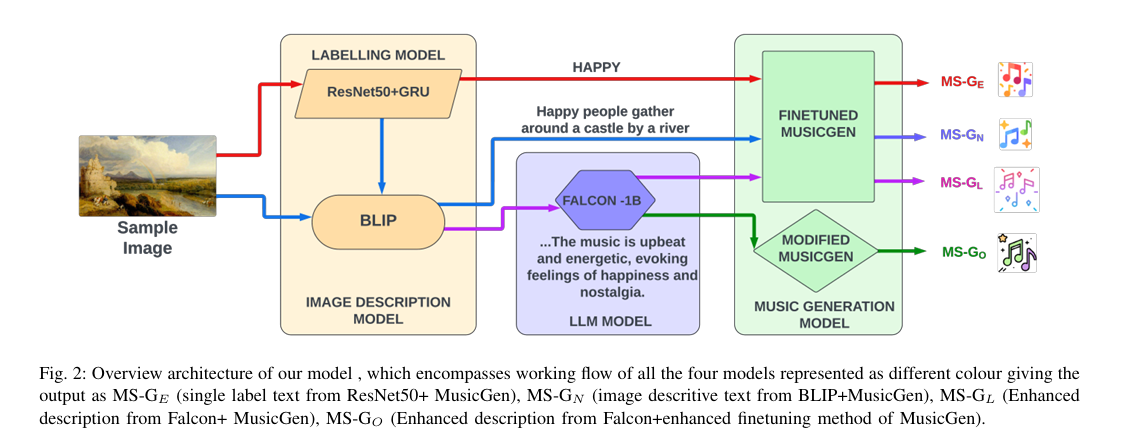 LABELLING MODEL
ResNet50+GRU
HAPPY
Happy people gather
around a castle by a river
BLIP
Sample
Image
IMAGE DESCRIPTION
MODEL
FALCON -1B
...The music is upbeat
and energetic, evoking
feelings of happiness and
nostalgia.
LLM MODEL
FINETUNED
MUSICGEN
MODIFIED
MUSICGEN
MUSIC GENERATION
MODEL
MS-GE
MS-GN
MS-GL
MS-GO
Fig. 2: Overview architecture of our model , which encompasses working flow of all the four models represented as different colour giving the
output as MS-GE (single label text from ResNet50+ MusicGen), MS-GN (image descritive text from BLIP+MusicGen), MS-GL (Enhanced
description from Falcon+ MusicGen), MS-GO (Enhanced description from Falcon+enhanced finetuning method of MusicGen).